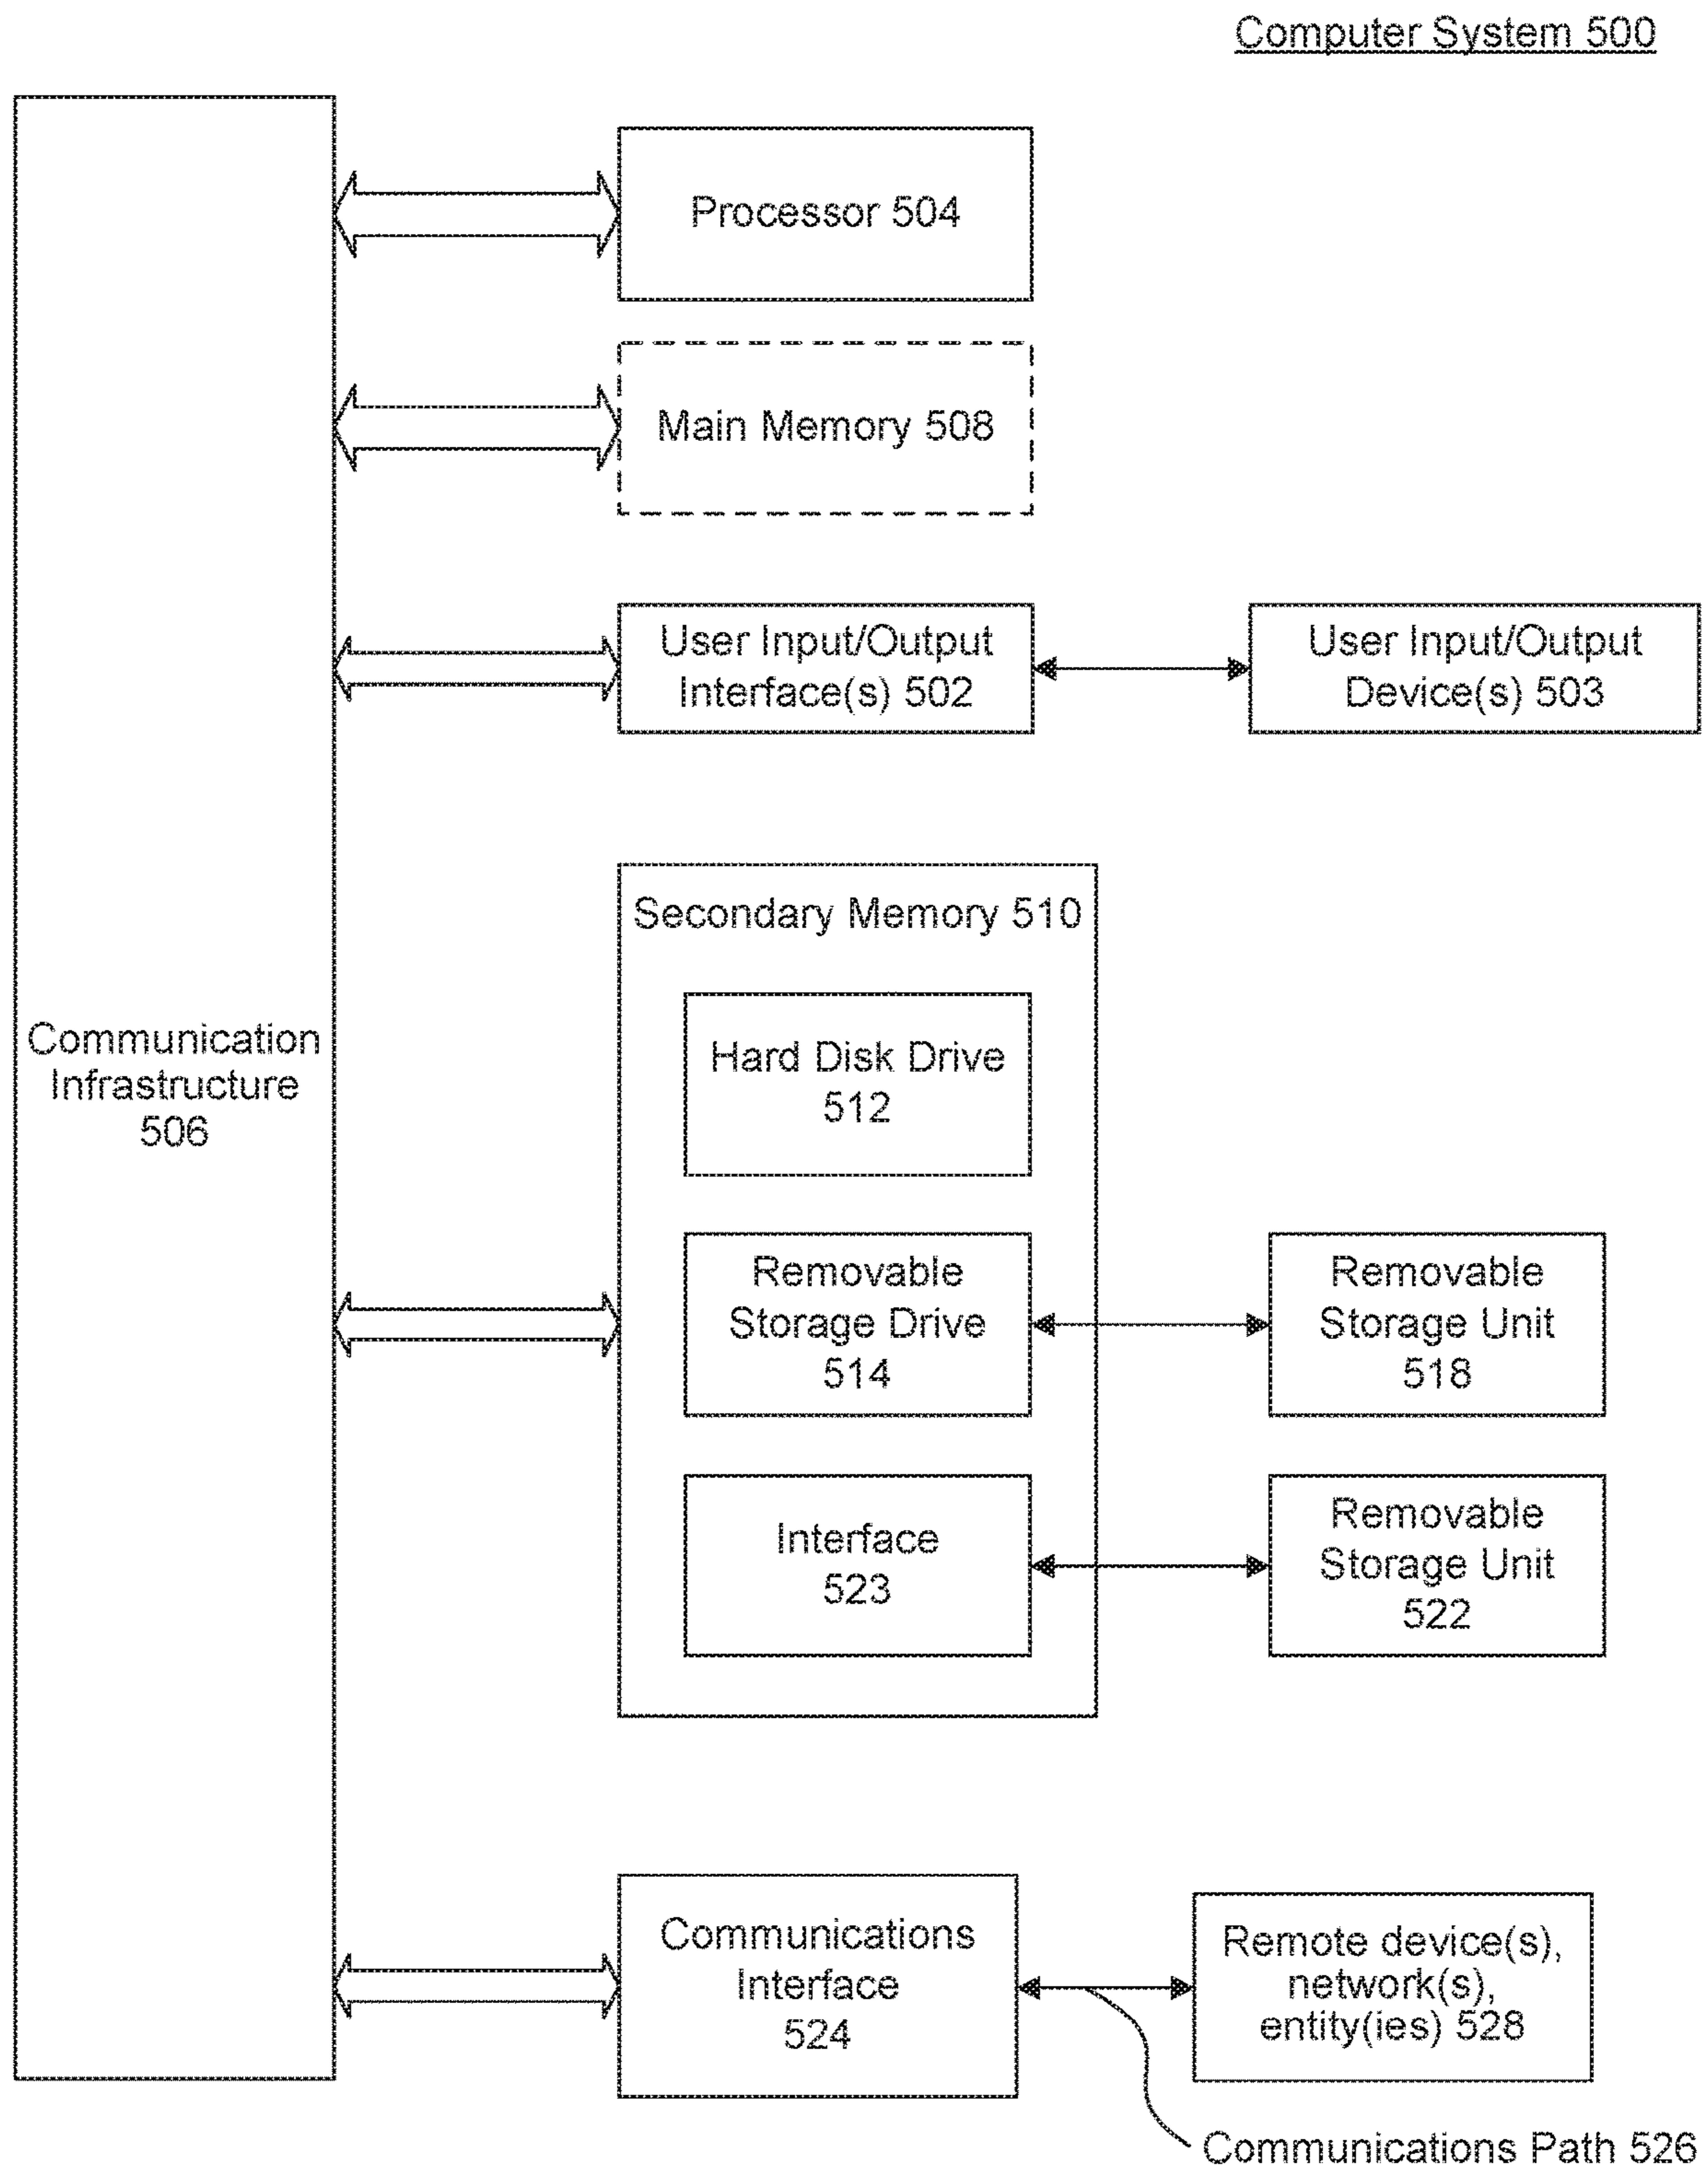 Computer System 500
Processor 504
Main Memory 508
User Input/Output
Interface(s) 502
User Input/Output
Device(s) 503
Secondary Memory 510
Communication
Infrastructure
506
Hard Disk Drive
512
Removable
Storage Drive
514
Removable
Storage Unit
518
Interface
523
Removable
Storage Unit
522
Communications
Interface
524
Remote device(s),
network(s),
entity(ies) 528
Communications Path 526